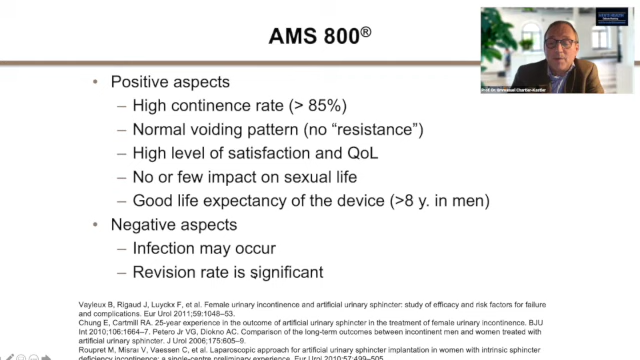 AMS 800®
• Positive aspects
– High continence rate (> 85%)
– Normal voiding pattern (no “resistance”)
– High level of satisfaction and QoL
– No or few impact on sexual life
– Good life expectancy of the device (>8 y. in men)
• Negative aspects
– Infection may occur
– Revision rate is significant
Vayleux B, Rigaud J, Luyckx F, et al. Female urinary incontinence and artificial urinary sphincter: study of efficacy and risk factors for failure
and complications. Eur Urol 2011;59:1048–53.
Chung E, Cartmill RA. 25-year experience in the outcome of artificial urinary sphincter in the treatment of female urinary incontinence. BJU
Int 2010;106:1664–7. Petero Jr VG, Diokno AC. Comparison of the long-term outcomes between incontinent men and women treated with
artificial urinary sphincter. J Urol 2006;175:605–9.
Roupret M, Misraï V, Vaessen C, et al. Laparoscopic approach for artificial urinary sphincter implantation in women with intrinsic sphincter
deficiency incontinence: a single-centre preliminary experience. Eur Urol 2010;57:499–505.
Prof. Dr. Emmanuel Chartier-Kastler